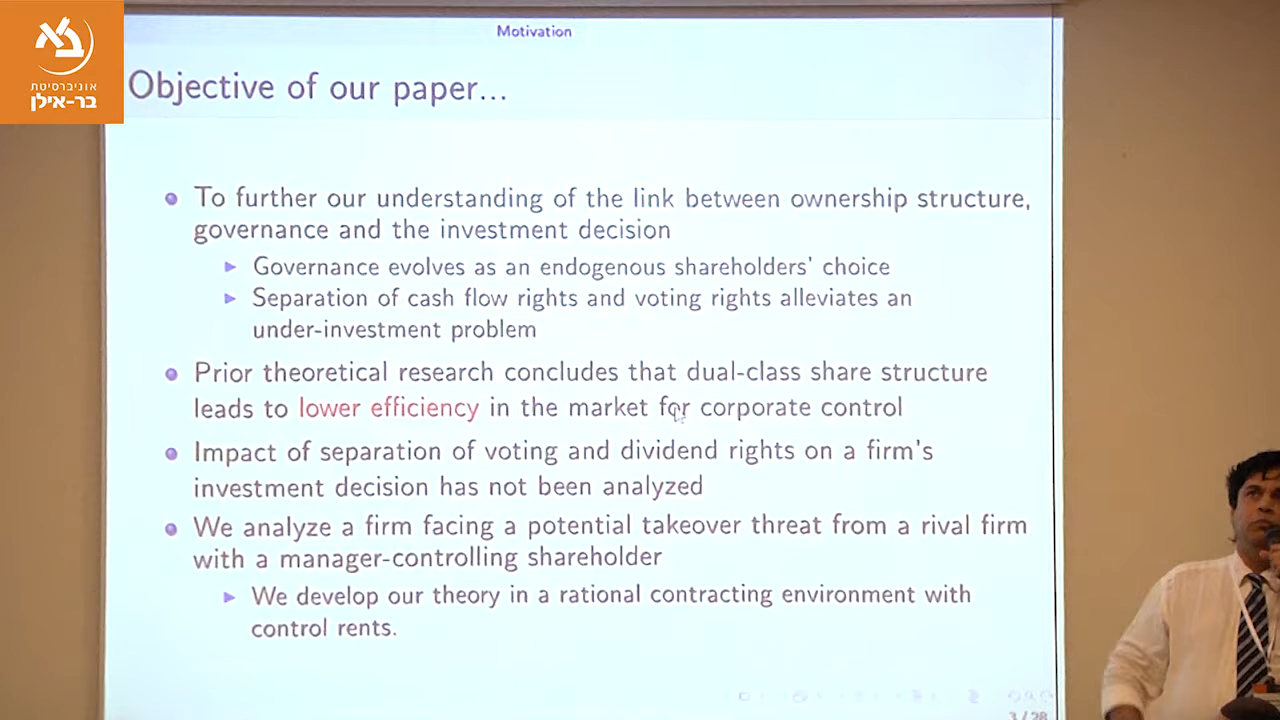 אוניברסיטת
בר-אילן
Motivation
Objective of our paper...
To further our understanding of the link between ownership structure,
governance and the investment decision
Governance evolves as an endogenous shareholders' choice
Separation of cash flow rights and voting rights alleviates an
under-investment problem
Prior theoretical research concludes that dual-class share structure
leads to lower efficiency in the market for corporate control
Impact of separation of voting and dividend rights on a firm's
investment decision has not been analyzed
We analyze a firm facing a potential takeover threat from a rival firm
with a manager-controlling shareholder
We develop our theory in a rational contracting environment with
control rents.
3 / 28